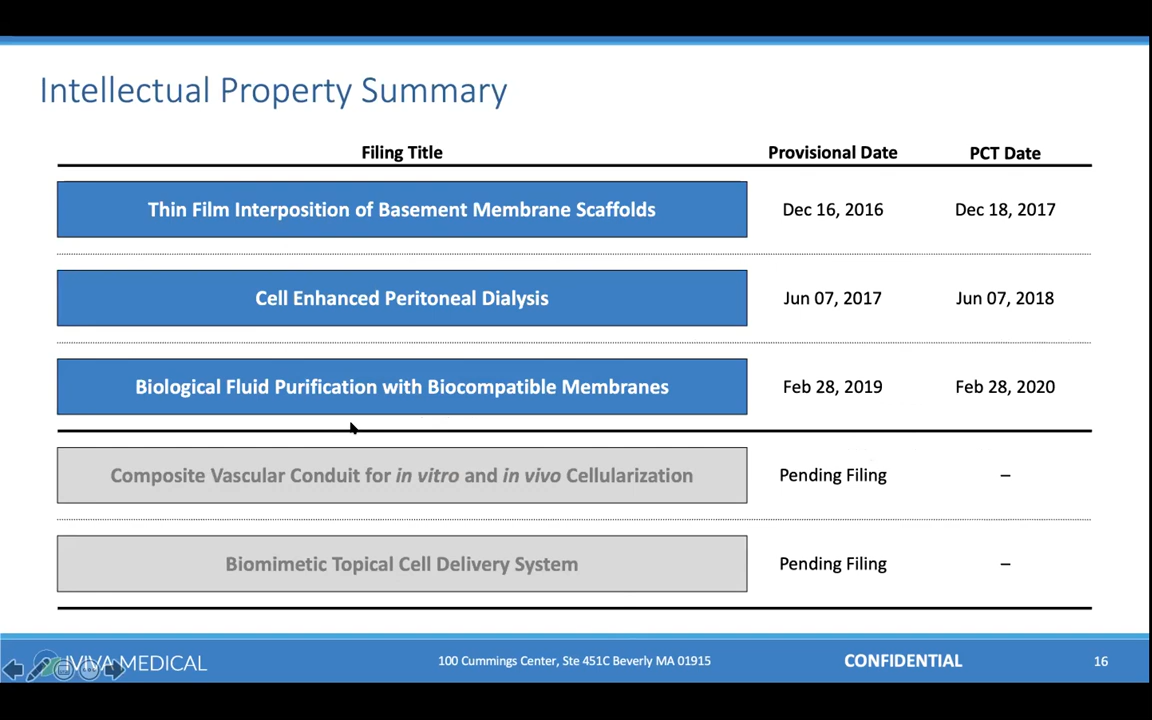 Intellectual Property Summary
Filing Title Provisional Date PCT Date
Thin Film Interposition of Basement Membrane Scaffolds Dec 16, 2016 Dec 18, 2017
Cell Enhanced Peritoneal Dialysis Jun 07, 2017 Jun 07, 2018
Biological Fluid Purification with Biocompatible Membranes Feb 28, 2019 Feb 28, 2020
Composite Vascular Conduit for in vitro and in vivo Cellularization Pending Filing –
Biomimetic Topical Cell Delivery System Pending Filing –
IVIVA MEDICAL 100 Cummings Center, Ste 451C Beverly MA 01915 CONFIDENTIAL 16